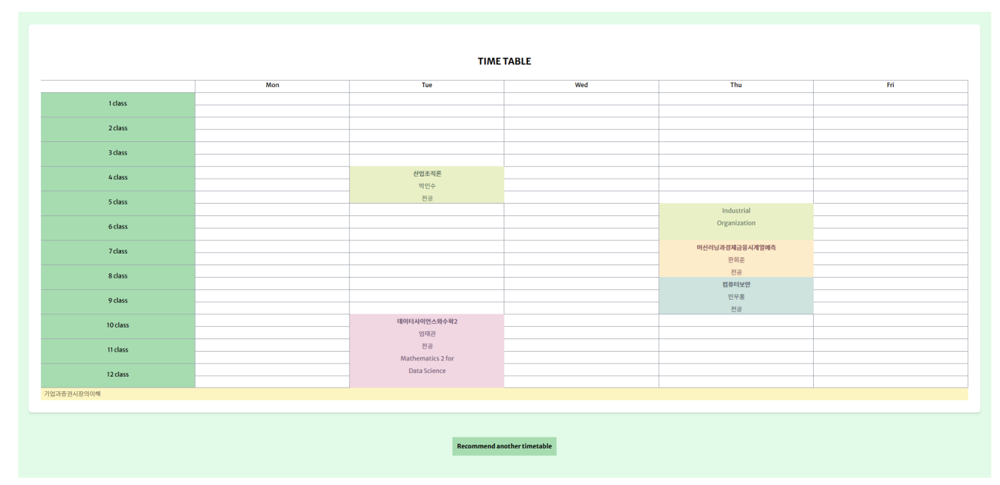 TIME TABLE
Mon Tue Wed Thu Fri
1 class
2 class
3 class
4 class
산업조직론
박민수
전공
5 class
Industrial
Organization
6 class
7 class
머신러닝과경제금융시계열예측
한희준
전공
8 class
컴퓨터보안
민무홍
전공
9 class
10 class
데이터사이언스와수학2
엄태관
전공
Mathematics 2 for
Data Science
11 class
12 class
기업과증권시장의이해
Recommend another timetable